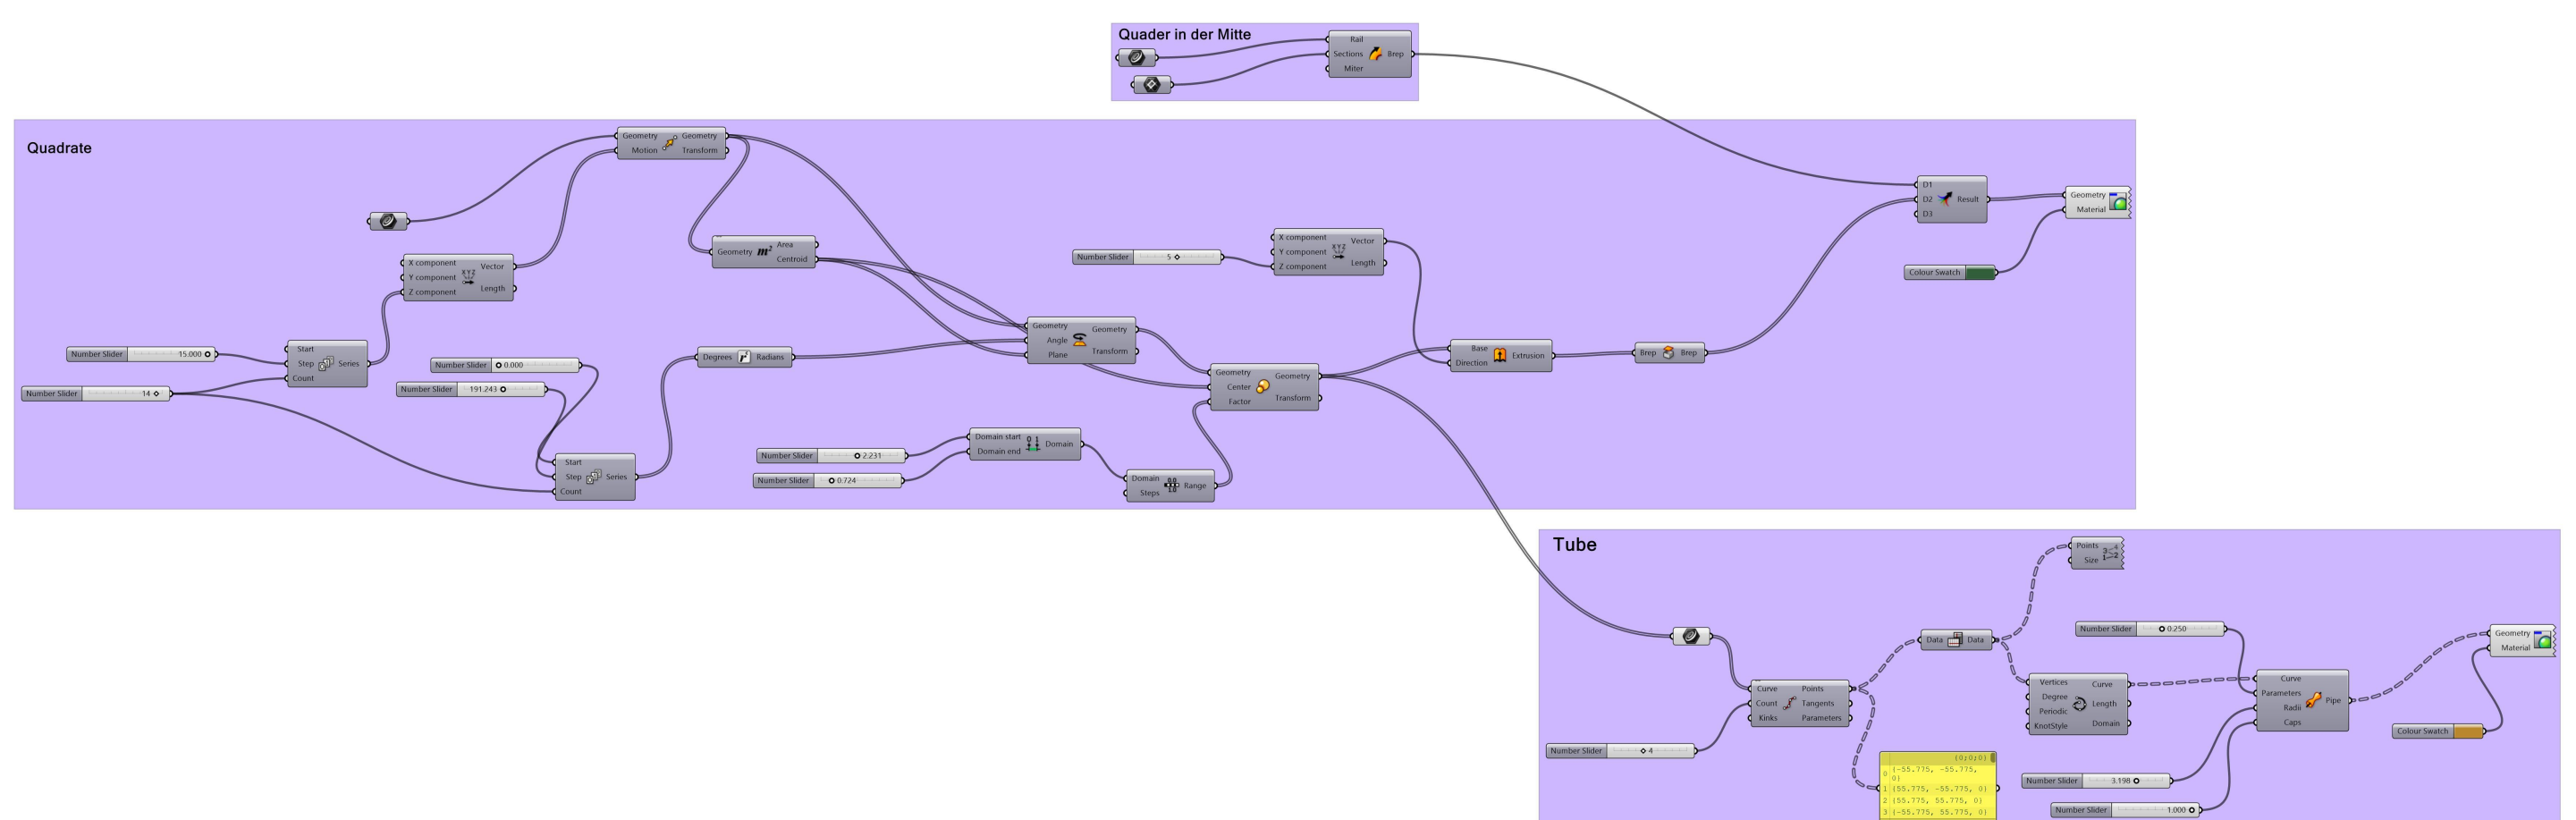 Quader in der Mitte
Rail
Sections
Miter
Brep
Quadrate
Geometry
Motion
Geometry
Transform
X component
Y component
Z component
Vector
Length
Number Slider 15.000
Number Slider 14
Start
Step
Count
Series
Geometry
Area
Centroid
Number Slider 0.000
Number Slider 191.243
Start
Step
Count
Series
Degrees
Radians
Number Slider 2.231
Number Slider 0.724
Domain start
Domain end
Domain
Domain
Steps
Range
Geometry
Angle
Plane
Geometry
Transform
Geometry
Center
Factor
Geometry
Transform
Number Slider 5
X component
Y component
Z component
Vector
Length
Base
Direction
Extrusion
Brep
Brep
D1
D2
D3
Result
Geometry
Material
Colour Swatch
Tube
Points
Size
Number Slider 4
Curve
Count
Kinks
Points
Tangents
Parameters
Data
Data
{0;0;0}
0 {-55.775, -55.775, 
0}
1 {55.775, -55.775, 0}
2 {55.775, 55.775, 0}
3 {-55.775, 55.775, 0}
Vertices
Degree
Periodic
KnotStyle
Curve
Length
Domain
Number Slider 0.250
Number Slider 3.198
Number Slider 1.000
Curve
Parameters
Radii
Caps
Pipe
Geometry
Material
Colour Swatch